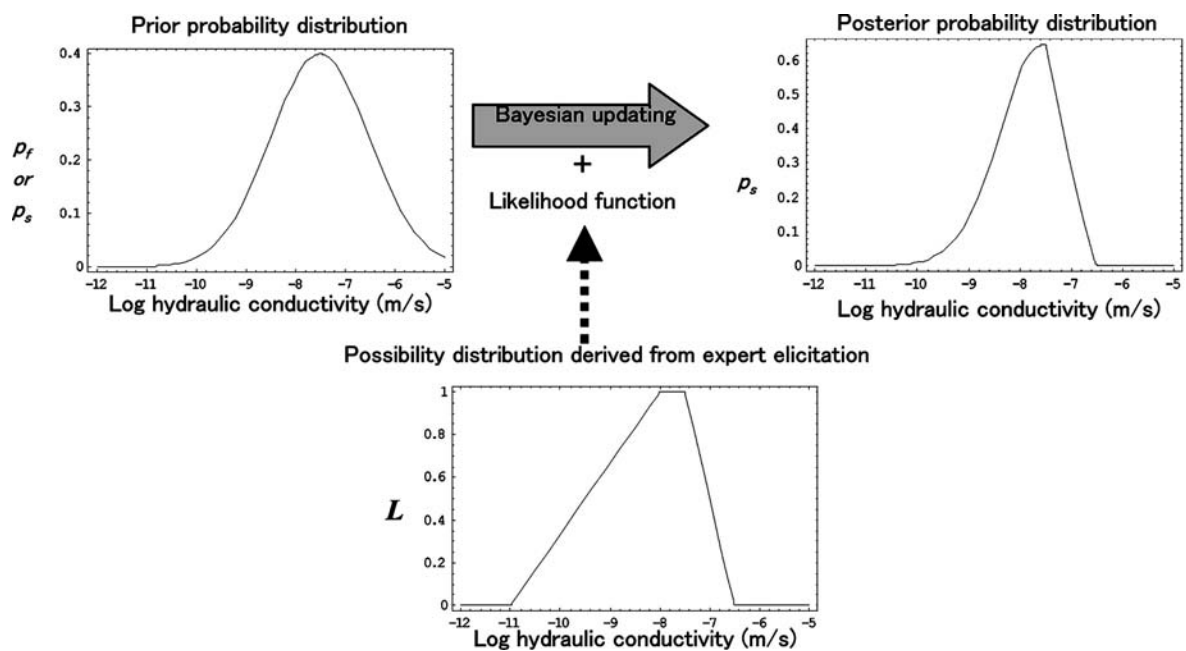 Prior probability distribution
0.4
0.3
0.2
0.1
0
p_f
or
p_s
-12 -11 -10 -9 -8 -7 -6 -5
Log hydraulic conductivity (m/s)
Bayesian updating
+
Likelihood function
Posterior probability distribution
0.6
0.5
0.4
0.3
0.2
0.1
0
p_s
-12 -11 -10 -9 -8 -7 -6 -5
Log hydraulic conductivity (m/s)
Possibility distribution derived from expert elicitation
1
0.8
0.6
0.4
0.2
0
L
-12 -11 -10 -9 -8 -7 -6 -5
Log hydraulic conductivity (m/s)